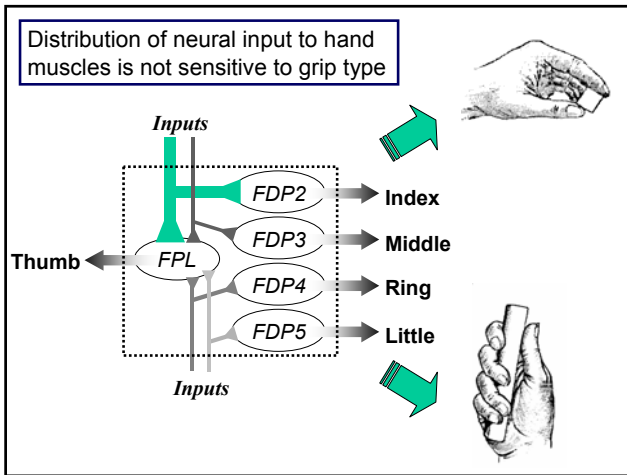 Distribution of neural input to hand
muscles is not sensitive to grip type
Inputs
FDP2
Index
FDP3
Middle
Thumb
FPL
FDP4
Ring
FDP5
Little
Inputs